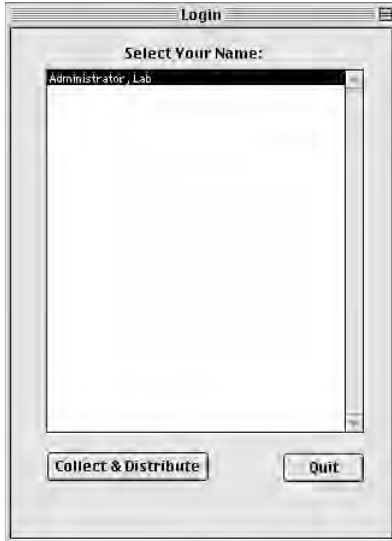 Login
Select Your Name:
Administrator, Lab
Collect & Distribute
Quit